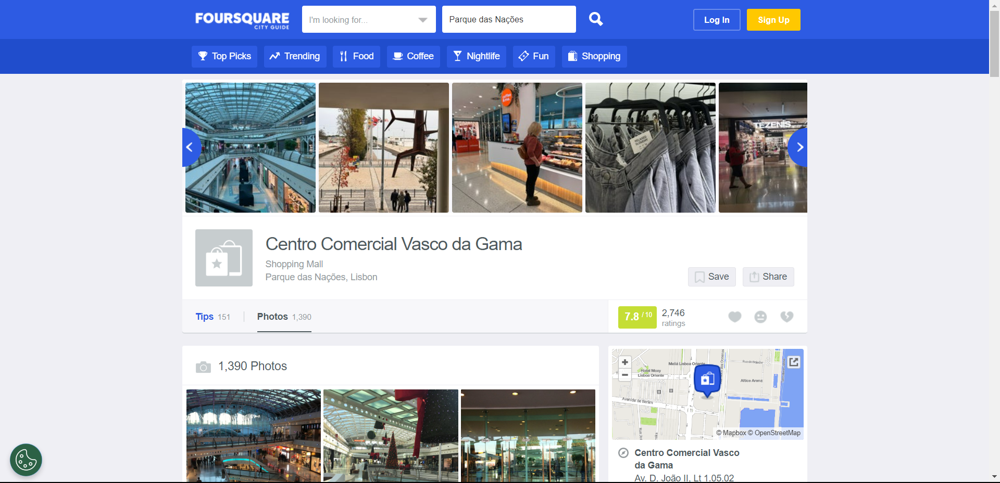 FOURSQUARE
CITY GUIDE
I'm looking for...
Parque das Nações
Log In
Sign Up
Top Picks
Trending
Food
Coffee
Nightlife
Fun
Shopping
coffee
&me.
TEZENIS
RELAXED
SLOUCHY
Centro Comercial Vasco da Gama
Shopping Mall
Parque das Nações, Lisbon
Save
Share
Tips 151
Photos 1,390
7.8 / 10
2,746
ratings
1,390 Photos
+
−
Meliá Lisboa Oriente
Hotel Moxy
Lisboa Oriente
Rua do Bojador
Altice Arena
Avenida de Berlim
© Mapbox © OpenStreetMap
Centro Comercial Vasco
da Gama
Av. D. João II, Lt 1.05.02